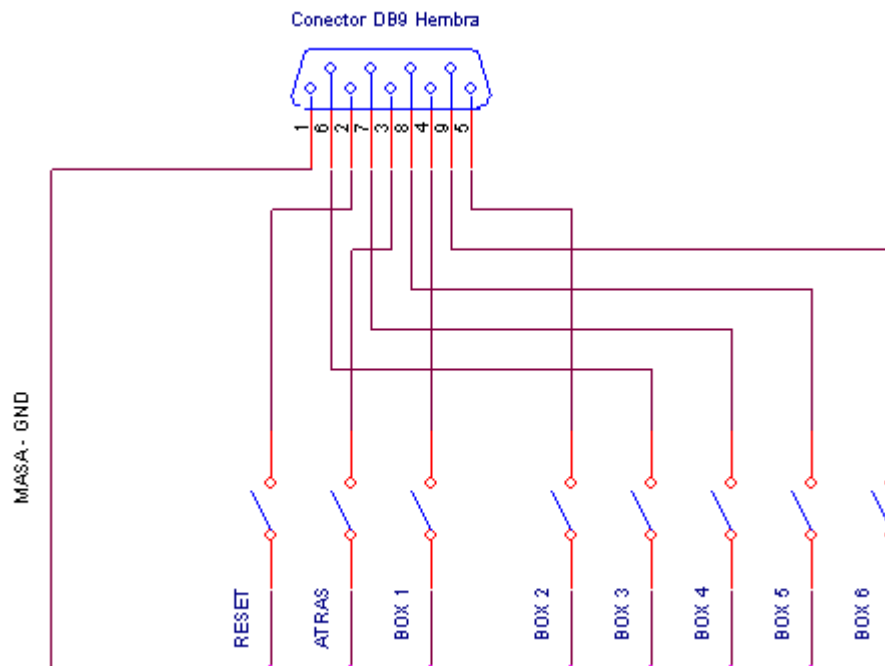 Conector DB9 Hembra
1
6
2
7
3
8
4
9
5
MASA - GND
RESET
ATRAS
BOX 1
BOX 2
BOX 3
BOX 4
BOX 5
BOX 6